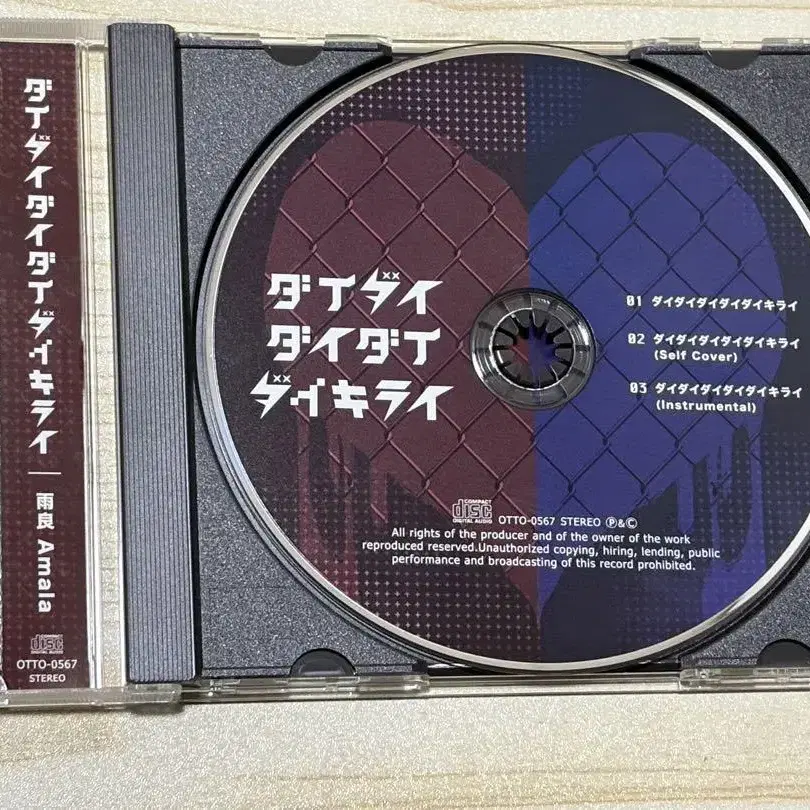 ダイダイダイダイダイキライ
雨良 Amala
COMPACT
disc
DIGITAL AUDIO
OTTO-0567
STEREO
ダイダイ
ダイダイ
ダイキライ
01 ダイダイダイダイダイキライ
02 ダイダイダイダイダイキライ
(Self Cover)
03 ダイダイダイダイダイキライ
(Instrumental)
COMPACT
disc
DIGITAL AUDIO
OTTO-0567 STEREO Ⓟ&©
All rights of the producer and of the owner of the work
reproduced reserved.Unauthorized copying, hiring, lending, public
performance and broadcasting of this record prohibited.